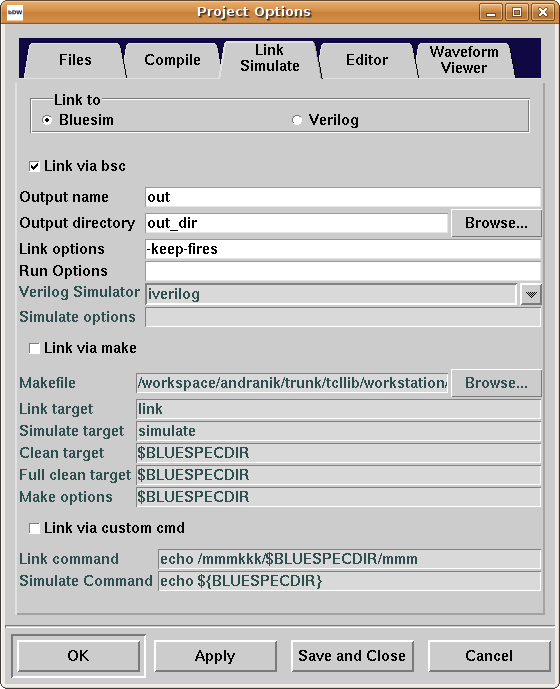 BDW Project Options
Files Compile Link Simulate Editor Waveform Viewer
Link to
Bluesim Verilog
Link via bsc
Output name out
Output directory out_dir Browse...
Link options -keep-fires
Run Options
Verilog Simulator iverilog
Simulate options
Link via make
Makefile /workspace/andranik/trunk/tcllib/workstation/ Browse...
Link target link
Simulate target simulate
Clean target $BLUESPECDIR
Full clean target $BLUESPECDIR
Make options $BLUESPECDIR
Link via custom cmd
Link command echo /mmmkkk/$BLUESPECDIR/mmm
Simulate Command echo ${BLUESPECDIR}
OK Apply Save and Close Cancel